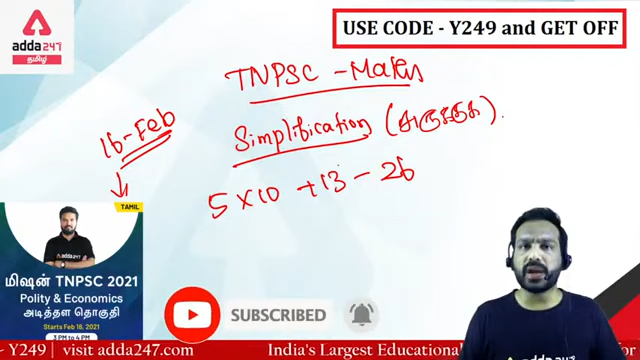 adda247
தமிழ்
USE CODE - Y249 and GET OFF
TNPSC - Maths
16-Feb
Simplification (சுருக்குக).
5 × 10 + 13 - 26
TAMIL
adda247
மிஷன் TNPSC 2021
Polity & Economics
அடித்தள தொகுதி
Starts Feb 16, 2021
3 PM to 4 PM
SUBSCRIBED
- Y249 | visit adda247.com
India's Largest Educational
for